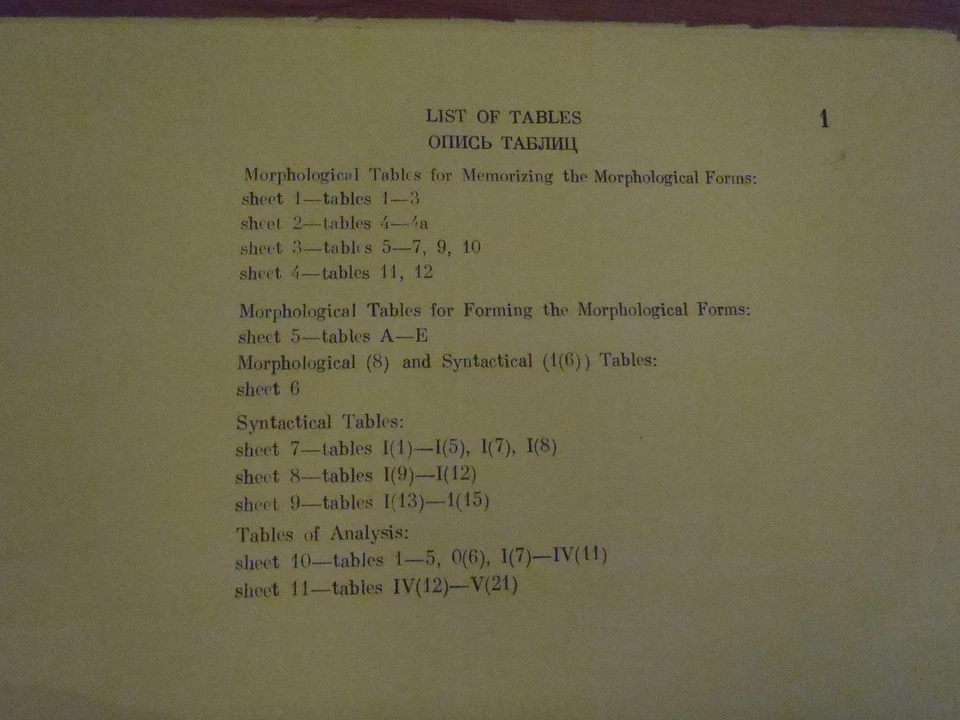 LIST OF TABLES
1
ОПИСЬ ТАБЛИЦ
Morphological Tables for Memorizing the Morphological Forms:
sheet 1—tables 1—3
sheet 2—tables 4—4a
sheet 3—tables 5—7, 9, 10
sheet 4—tables 11, 12
Morphological Tables for Forming the Morphological Forms:
sheet 5—tables A—E
Morphological (8) and Syntactical (1(6)) Tables:
sheet 6
Syntactical Tables:
sheet 7—tables I(1)—I(5), I(7), I(8)
sheet 8—tables I(9)—I(12)
sheet 9—tables I(13)—1(15)
Tables of Analysis:
sheet 10—tables 1—5, 0(6), I(7)—IV(11)
sheet 11—tables IV(12)—V(21)